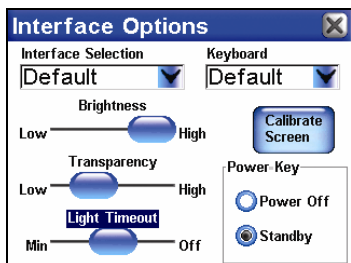 Interface Options
Interface Selection
Keyboard
Default
Default
Brightness
Low
High
Calibrate
Screen
Transparency
Low
High
Power Key
Power Off
Light Timeout
Standby
Min
Off